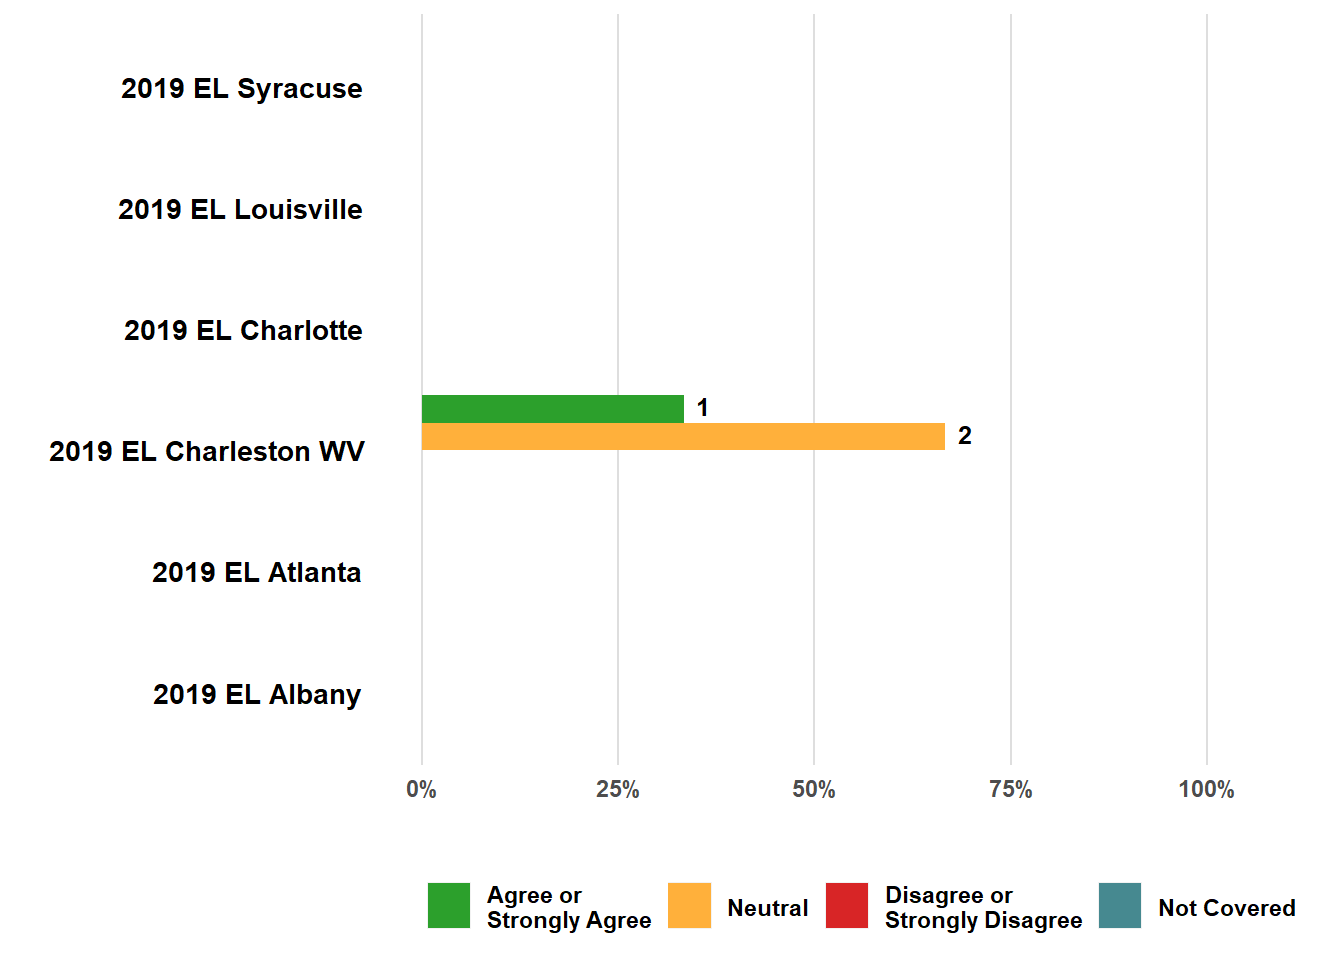 2019 EL Syracuse
2019 EL Louisville
2019 EL Charlotte
1
2
2019 EL Charleston WV
2019 EL Atlanta
2019 EL Albany
0% 25% 50% 75% 100%
Agree or
Strongly Agree
Neutral
Disagree or
Strongly Disagree
Not Covered